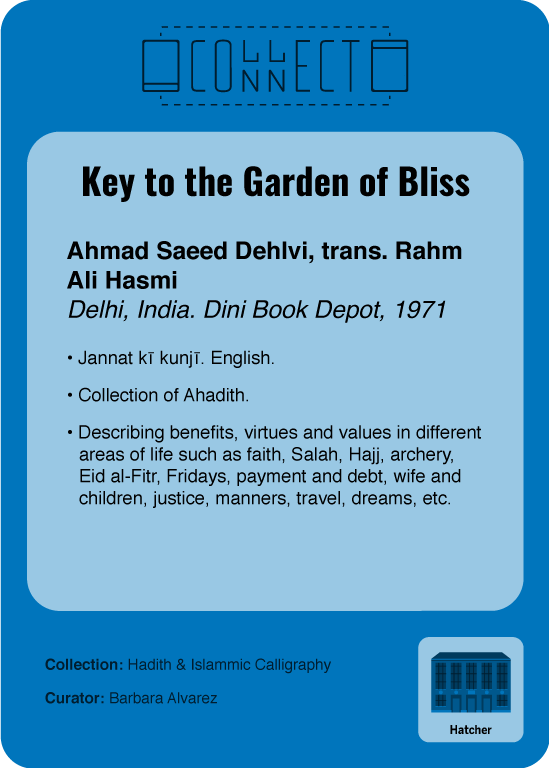 COLLECT
CONNECT
Key to the Garden of Bliss
Ahmad Saeed Dehlvi, trans. Rahm
Ali Hasmi
Delhi, India. Dini Book Depot, 1971
• Jannat kī kunjī. English.
• Collection of Ahadith.
• Describing benefits, virtues and values in different
areas of life such as faith, Salah, Hajj, archery,
Eid al-Fitr, Fridays, payment and debt, wife and
children, justice, manners, travel, dreams, etc.
Collection: Hadith & Islammic Calligraphy
Curator: Barbara Alvarez
Hatcher